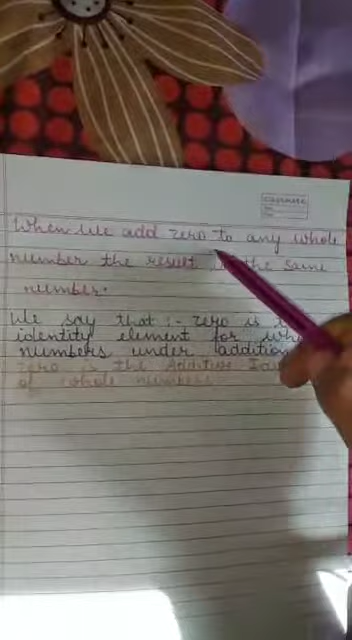 classmate
When we add zero to any whole
number the result the same
number.
We say that :- zero is
identity element for
numbers under addition
zero is the Additive
of whole numbers